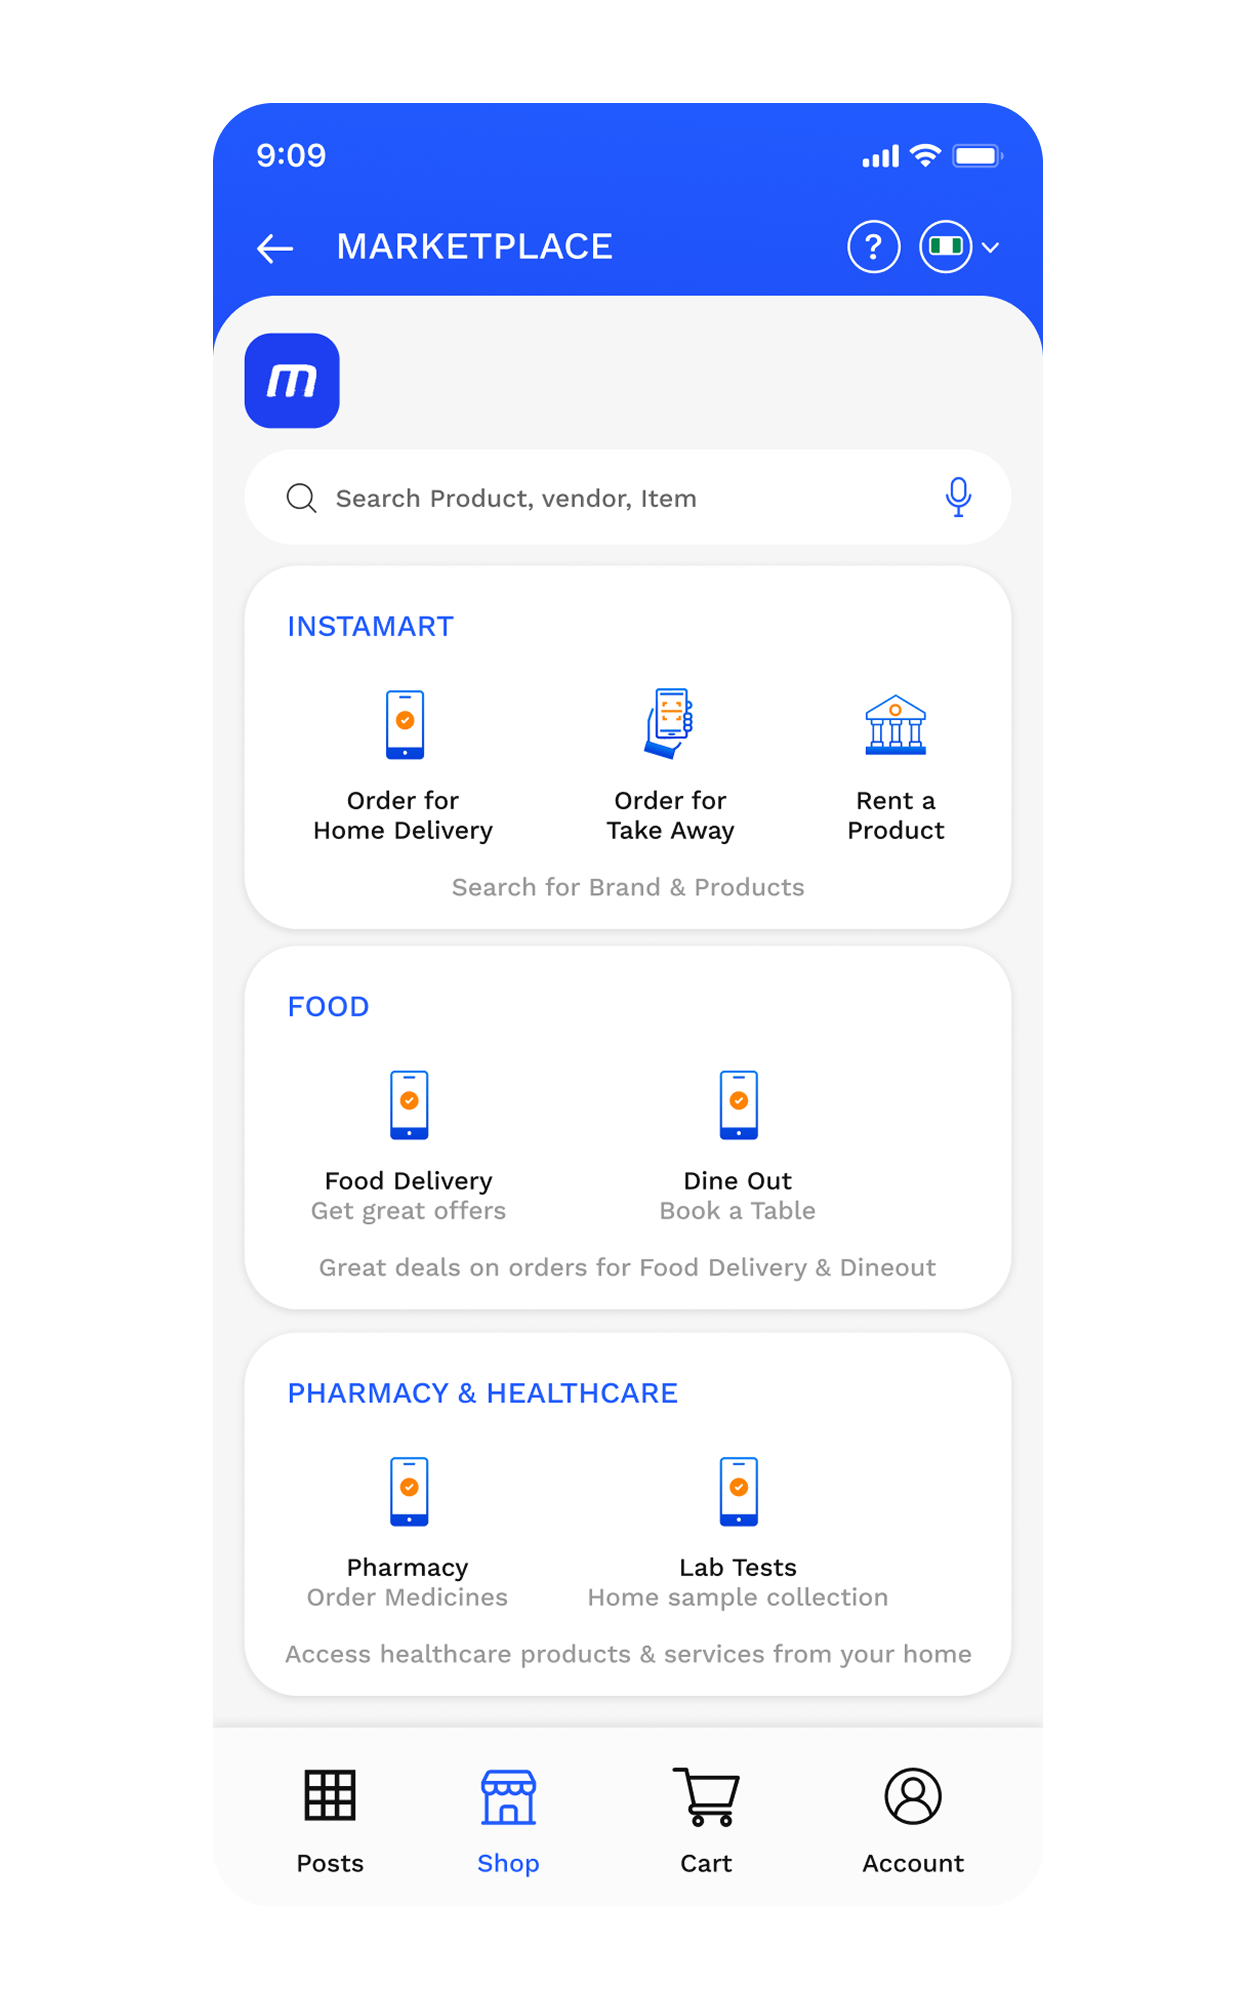 9:09
MARKETPLACE
?
m
Search Product, vendor, Item
INSTAMART
Order for
Home Delivery
Order for
Take Away
Rent a
Product
Search for Brand & Products
FOOD
Food Delivery
Get great offers
Dine Out
Book a Table
Great deals on orders for Food Delivery & Dineout
PHARMACY & HEALTHCARE
Pharmacy
Order Medicines
Lab Tests
Home sample collection
Access healthcare products & services from your home
Posts
Shop
Cart
Account